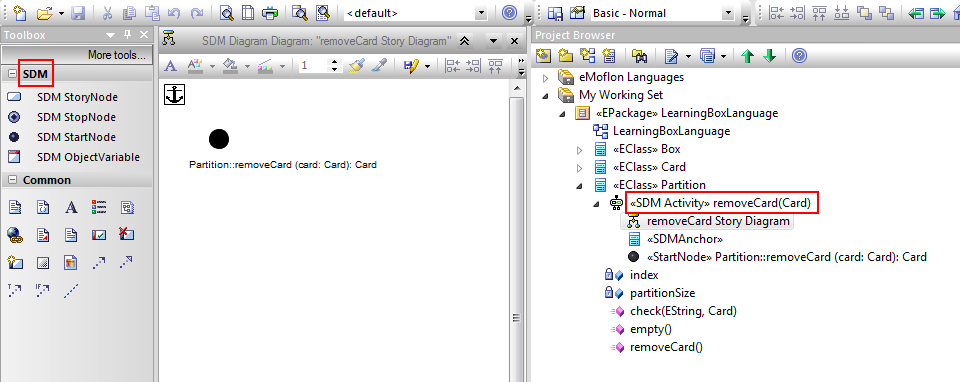 <default>
Basic - Normal
Toolbox
More tools...
SDM
SDM StoryNode
SDM StopNode
SDM StartNode
SDM ObjectVariable
Common
SDM Diagram Diagram: "removeCard Story Diagram"
A
1
Partition::removeCard (card: Card): Card
Project Browser
eMoflon Languages
My Working Set
«EPackage» LearningBoxLanguage
LearningBoxLanguage
«EClass» Box
«EClass» Card
«EClass» Partition
«SDM Activity» removeCard(Card)
removeCard Story Diagram
«SDMAnchor»
«StartNode» Partition::removeCard (card: Card): Card
index
partitionSize
check(EString, Card)
empty()
removeCard()